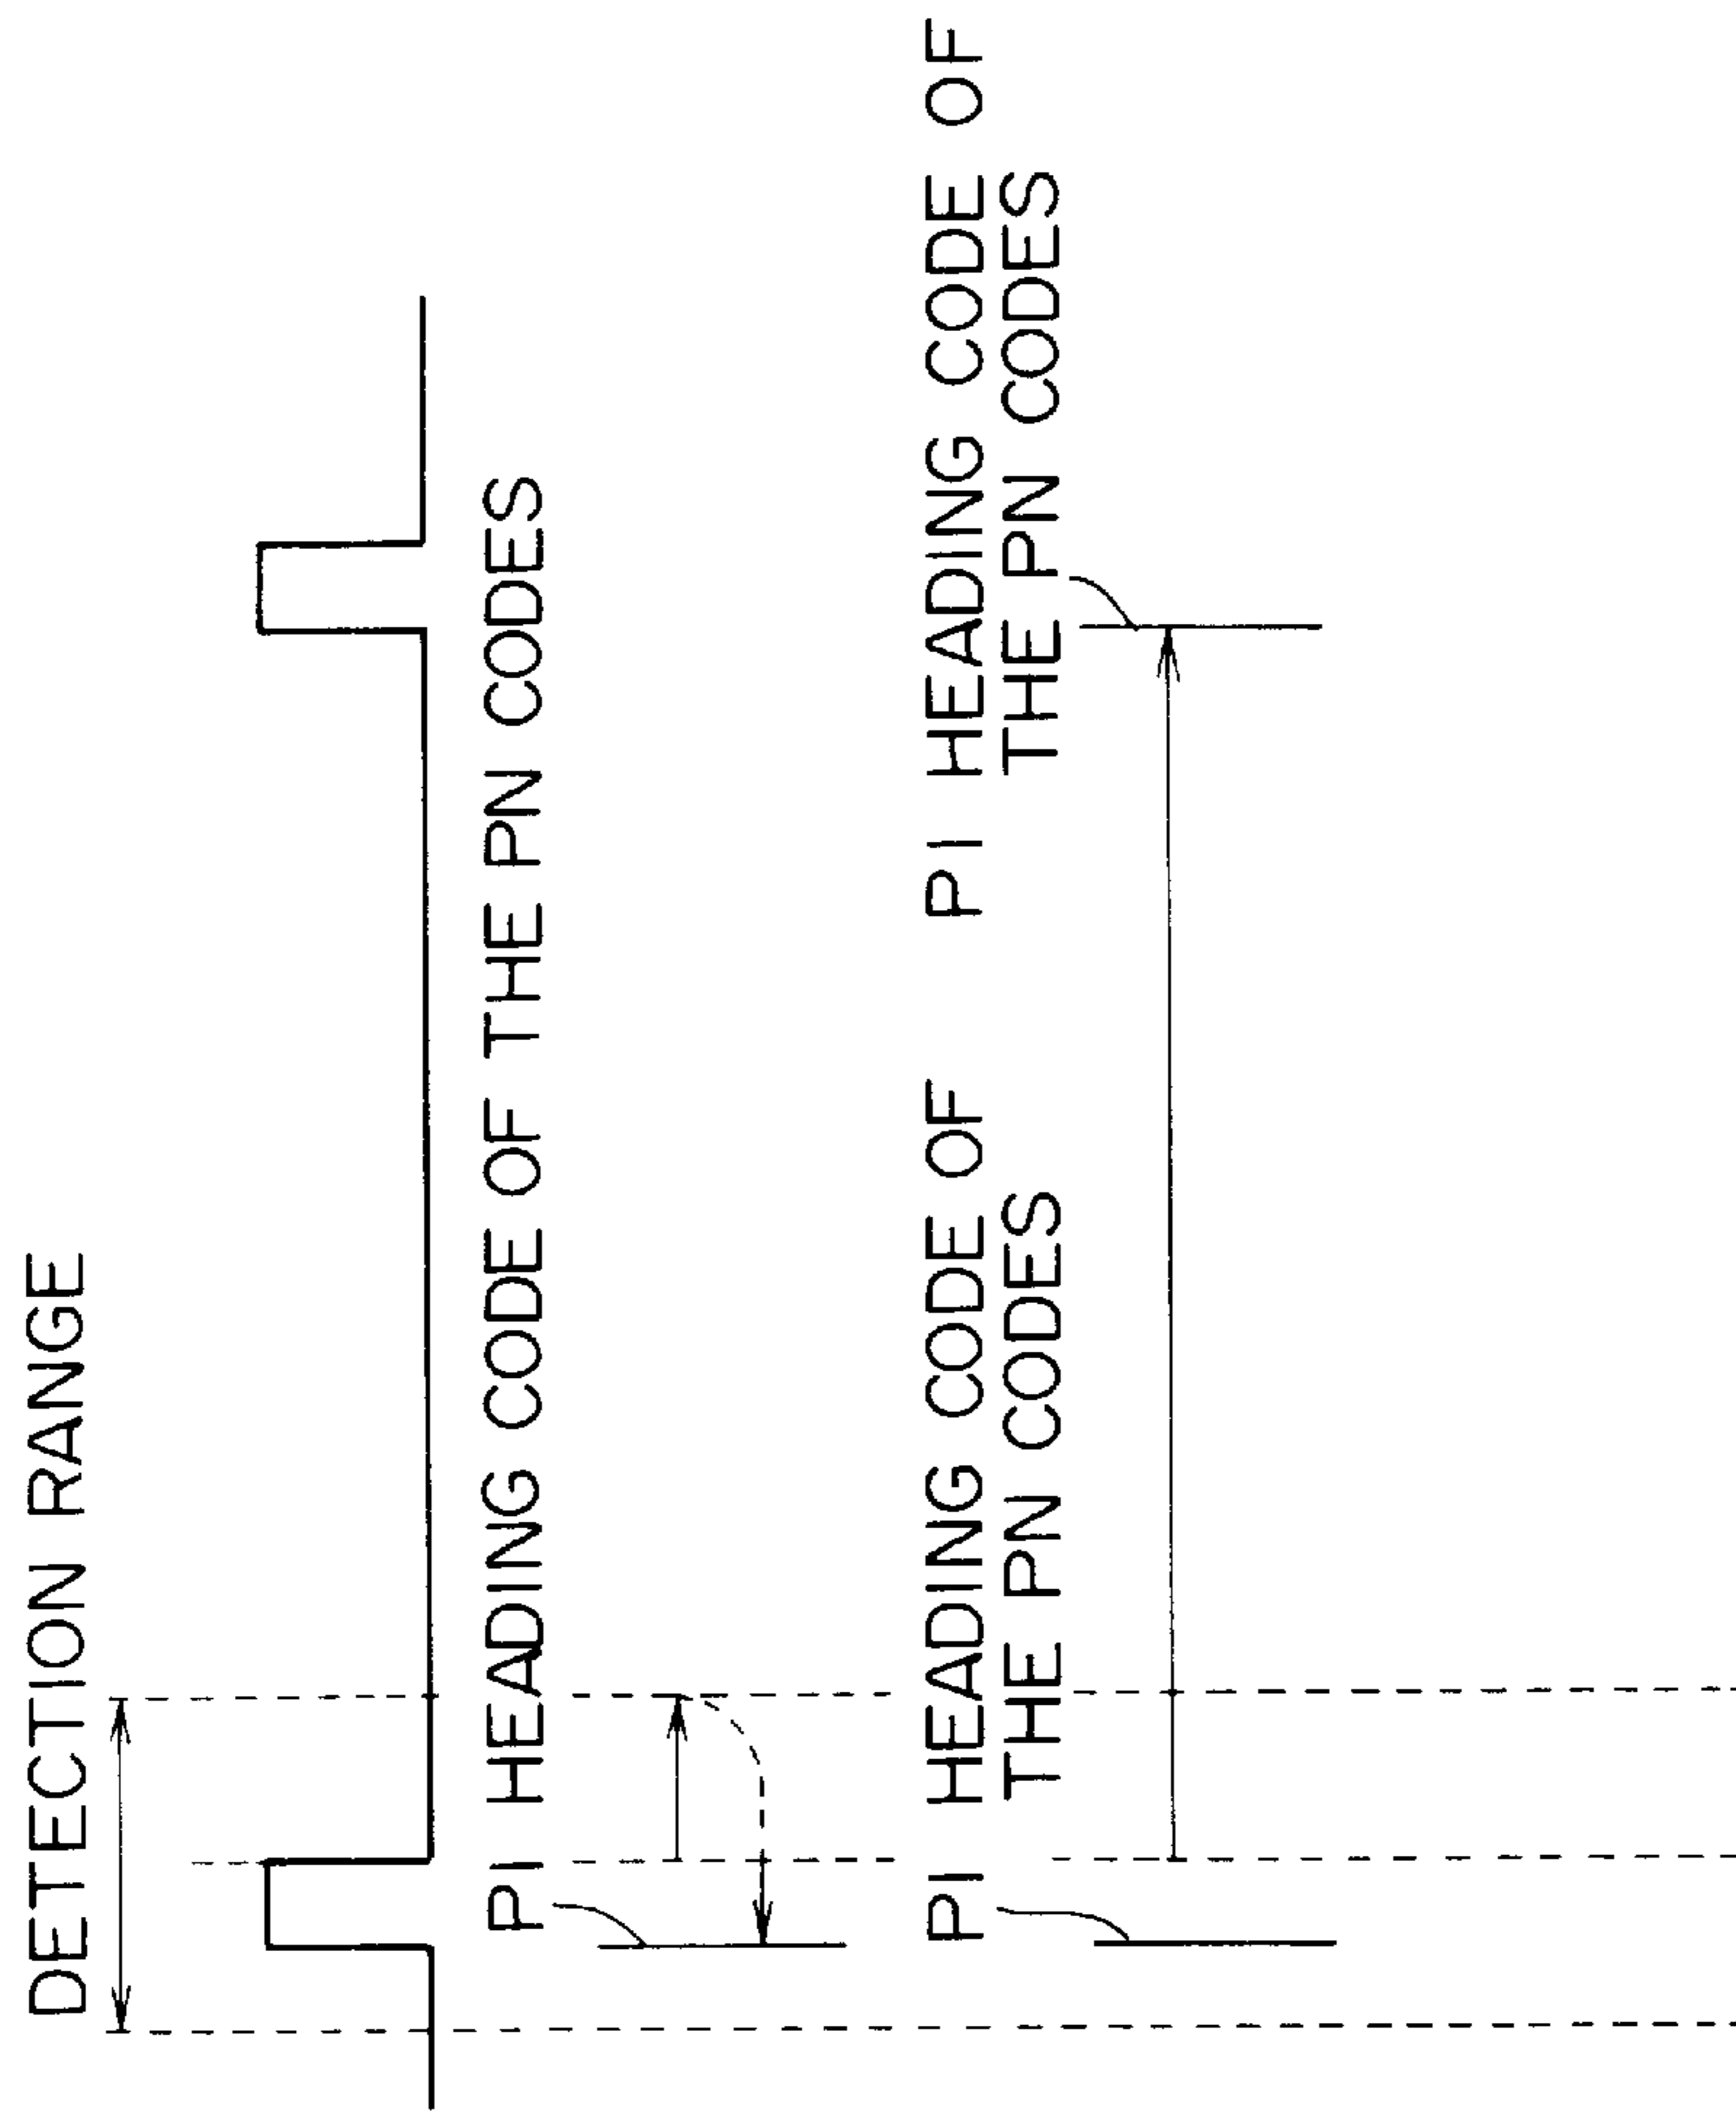 DETECTION RANGE
PI HEADING CODE OF THE PN CODES
PI HEADING CODE OF
THE PN CODES
PI HEADING CODE OF
THE PN CODES